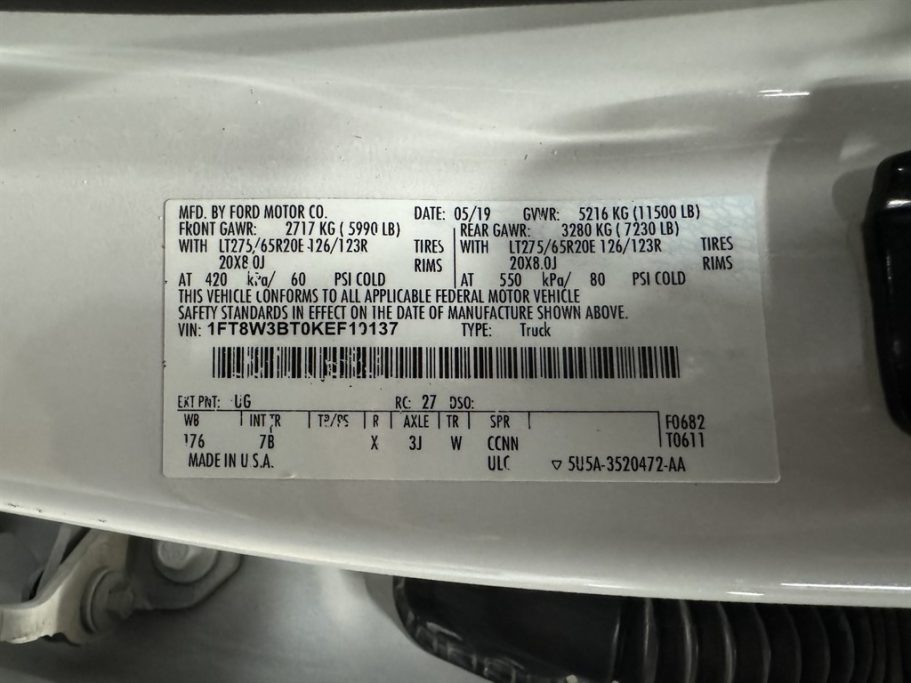 MFD. BY FORD MOTOR CO. DATE: 05/19 GVWR: 5216 KG (11500 LB)
FRONT GAWR: 2717 KG (5990 LB) REAR GAWR: 3280 KG (7230 LB)
WITH LT275/65R20E 126/123R TIRES WITH LT275/65R20E 126/123R TIRES
20X8.0J RIMS 20X8.0J RIMS
AT 420 kPa/ 60 PSI COLD AT 550 kPa/ 80 PSI COLD
THIS VEHICLE CONFORMS TO ALL APPLICABLE FEDERAL MOTOR VEHICLE
SAFETY STANDARDS IN EFFECT ON THE DATE OF MANUFACTURE SHOWN ABOVE.
VIN: 1FT8W3BT0KEF10137 TYPE: Truck
EXT PNT: UG RC: 27 DSO:
WB INT TR TP/PS R AXLE TR SPR F0682
176 7B X 3J W CCNN T0611
MADE IN U.S.A. ULC ▽ 5U5A-3520472-AA